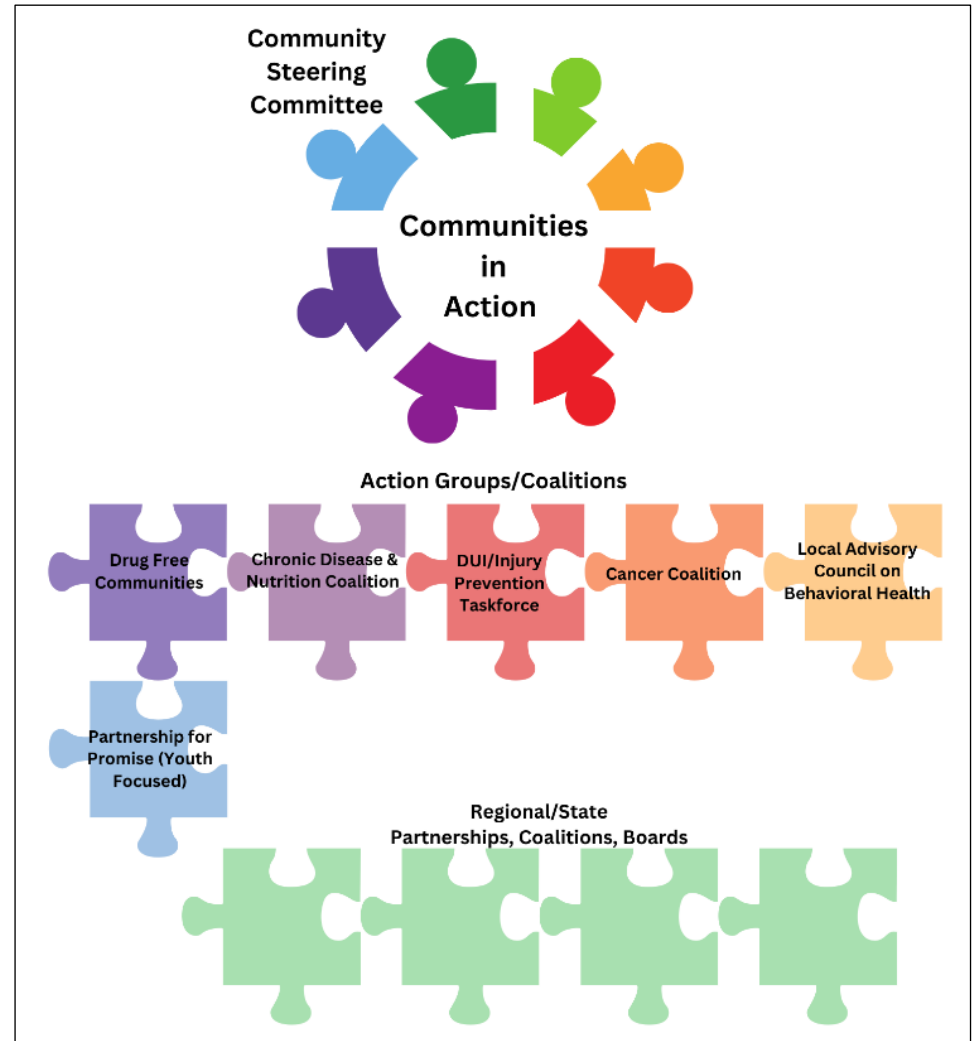 Community
Steering
Committee
Communities
in
Action
Action Groups/Coalitions
Drug Free
Communities
Chronic Disease &
Nutrition Coalition
DUI/Injury
Prevention
Taskforce
Cancer Coalition
Local Advisory
Council on
Behavioral Health
Partnership for
Promise (Youth
Focused)
Regional/State
Partnerships, Coalitions, Boards